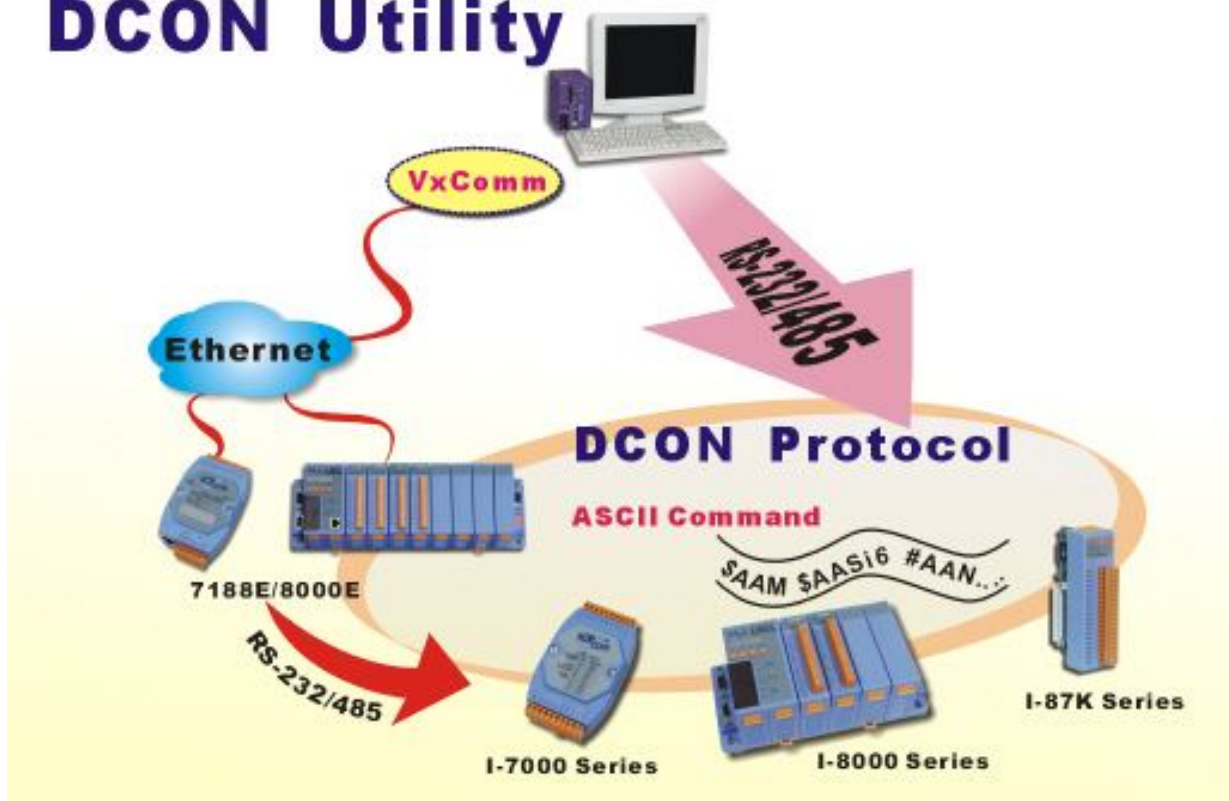 DCON Utility
VxComm
RS-232/485
Ethernet
DCON Protocol
ASCII Command
$AAM $AASi6 #AAN...
7188E/8000E
RS-232/485
I-7000 Series
I-8000 Series
I-87K Series